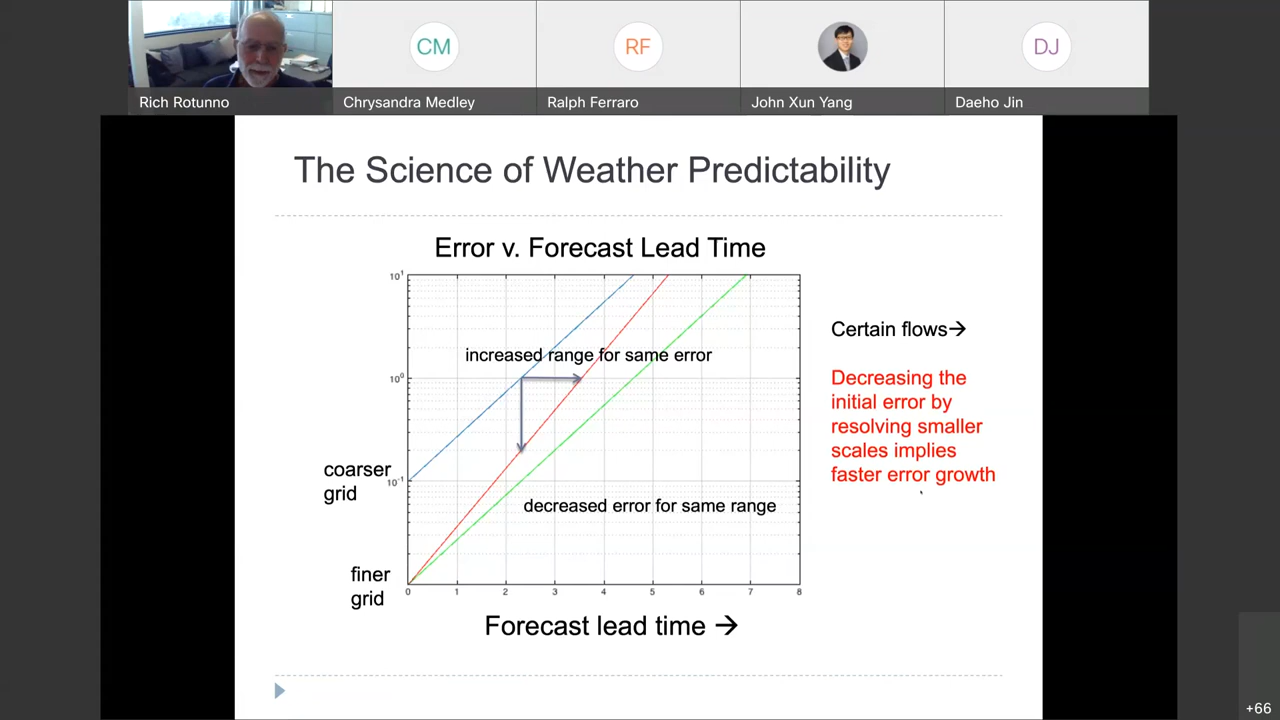 CM
RF
DJ
Rich Rotunno
Chrysandra Medley
Ralph Ferraro
John Xun Yang
Daeho Jin
The Science of Weather Predictability
Error v. Forecast Lead Time
10¹
10⁰
10⁻¹
increased range for same error
decreased error for same range
coarser
grid
finer
grid
0 1 2 3 4 5 6 7 8
Forecast lead time →
Certain flows→
Decreasing the
initial error by
resolving smaller
scales implies
faster error growth
+66